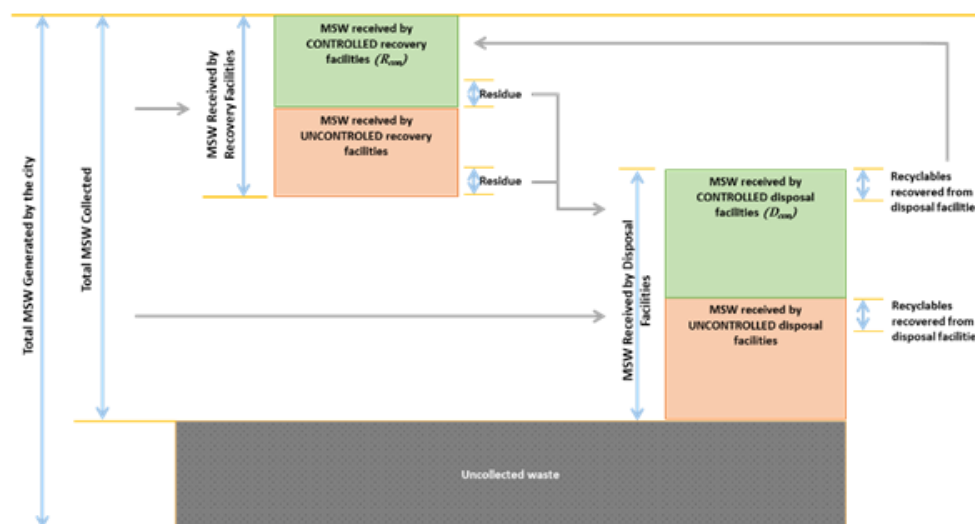 Total MSW Generated by the city
Total MSW Collected
MSW Received by
Recovery Facilities
MSW received by
CONTROLLED recovery
facilities (Rcon)
MSW received by
UNCONTROLED recovery
facilities
Residue
Residue
MSW Received by Disposal
Facilities
MSW received by
CONTROLLED disposal
facilities (Dcon)
MSW received by
UNCONTROLLED disposal
facilities
Recyclables
recovered from
disposal facilitie
Recyclables
recovered from
disposal facilitie
Uncollected waste